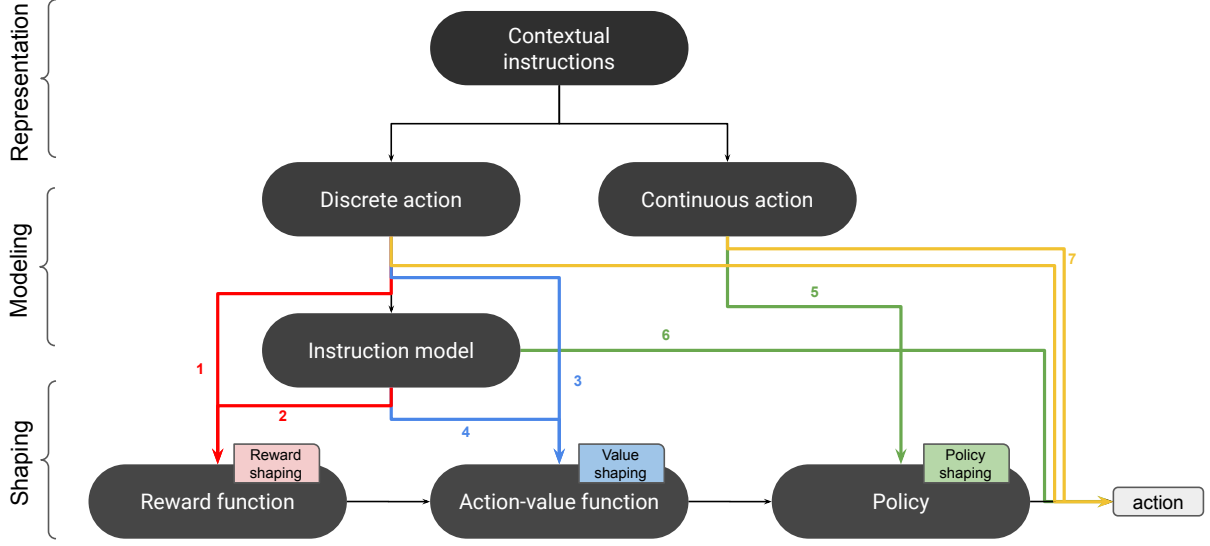 Representation
Contextual
instructions
Discrete action
Continuous action
Modeling
7
5
6
Instruction model
1
3
2
4
Shaping
Reward
shaping
Value
shaping
Policy
shaping
Reward function
Action-value function
Policy
action